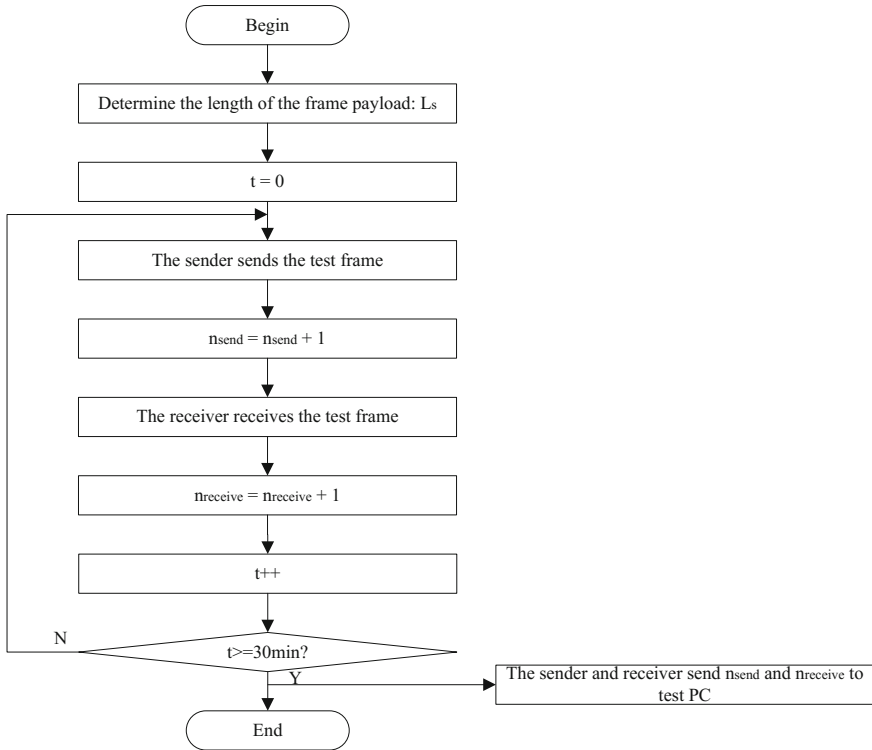 Begin
Determine the length of the frame payload: Ls
t = 0
The sender sends the test frame
nsend = nsend + 1
The receiver receives the test frame
nreceive = nreceive + 1
t++
N
t>=30min?
Y
The sender and receiver send nsend and nreceive to
test PC
End